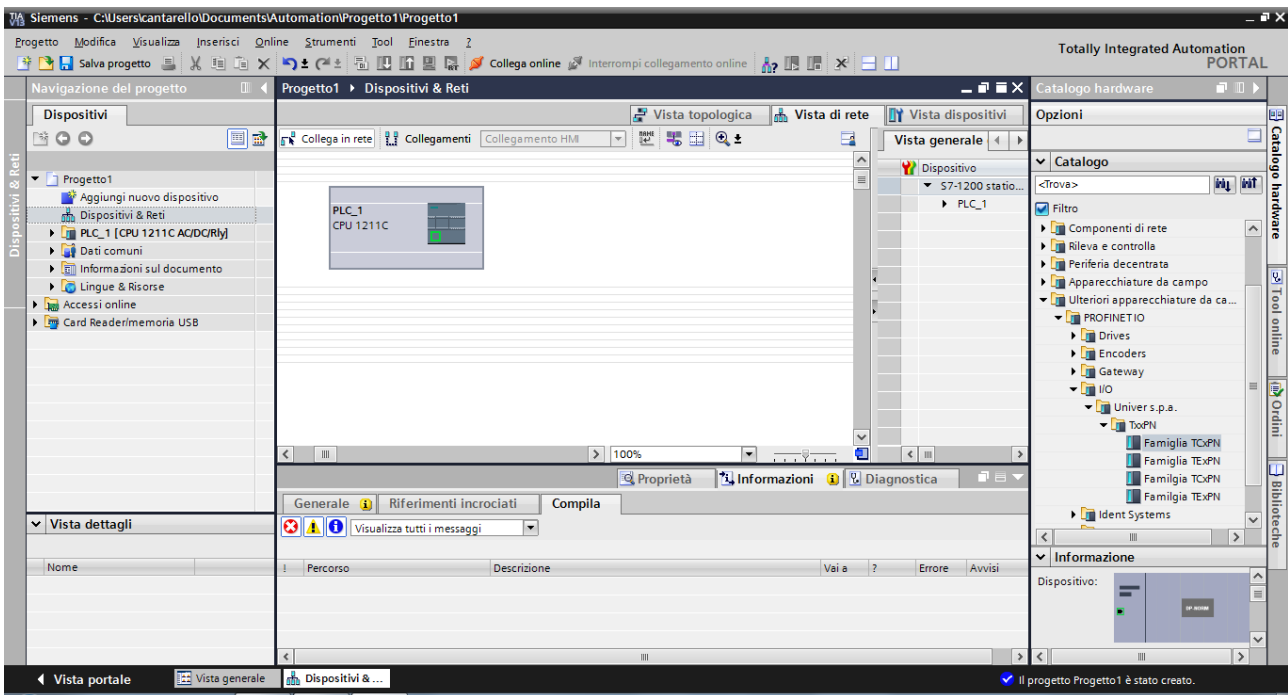 Siemens - C:\Users\cantarello\Documents\Automation\Progetto1\Progetto1
Progetto Modifica Visualizza Inserisci Online Strumenti Tool Finestra ?
Totally Integrated Automation
PORTAL
Salva progetto Collega online Interrompi collegamento online
Navigazione del progetto
Progetto1 Dispositivi & Reti
Catalogo hardware
Dispositivi
Vista topologica Vista di rete Vista dispositivi
Opzioni
Collega in rete Collegamenti Collegamento HMI
Vista generale
Dispositivi & Reti
Progetto1
Aggiungi nuovo dispositivo
Dispositivi & Reti
PLC_1 [CPU 1211C AC/DC/Rly]
Dati comuni
Informazioni sul documento
Lingue & Risorse
Accessi online
Card Reader/memoria USB
PLC_1
CPU 1211C
100%
Dispositivo
S7-1200 statio...
PLC_1
Catalogo
<Trova>
Filtro
Componenti di rete
Rileva e controlla
Periferia decentrata
Apparecchiature da campo
Ulteriori apparecchiature da ca...
PROFINET IO
Drives
Encoders
Gateway
I/O
Univer s.p.a.
TxxPN
Famiglia TCxPN
Famiglia TExPN
Familgia TCxPN
Familgia TExPN
Ident Systems
Catalogo hardware
Tool online
Ordini
Biblioteche
Proprietà Informazioni Diagnostica
Generale Riferimenti incrociati Compila
Visualizza tutti i messaggi
! Percorso Descrizione Vai a ? Errore Avvisi
Vista dettagli
Nome
Informazione
Dispositivo:
DP-NORM
Vista portale Vista generale Dispositivi & ...
Il progetto Progetto1 è stato creato.